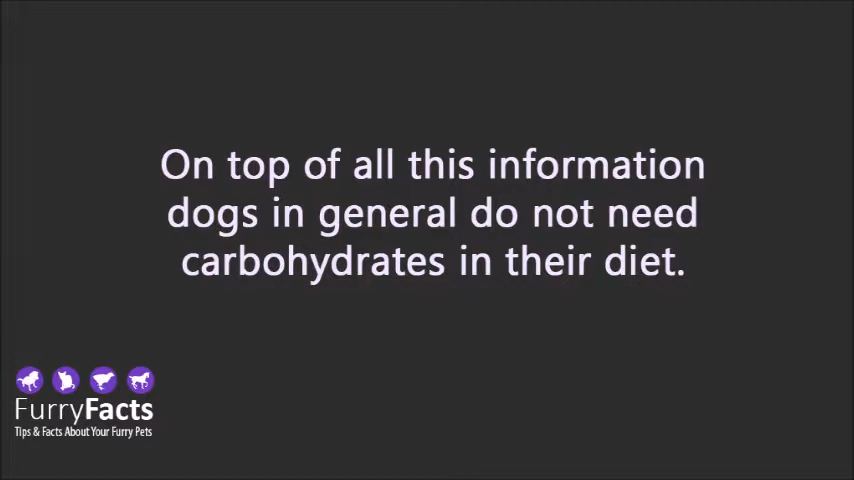 On top of all this information
dogs in general do not need
carbohydrates in their diet.
FurryFacts
Tips & Facts About Your Furry Pets